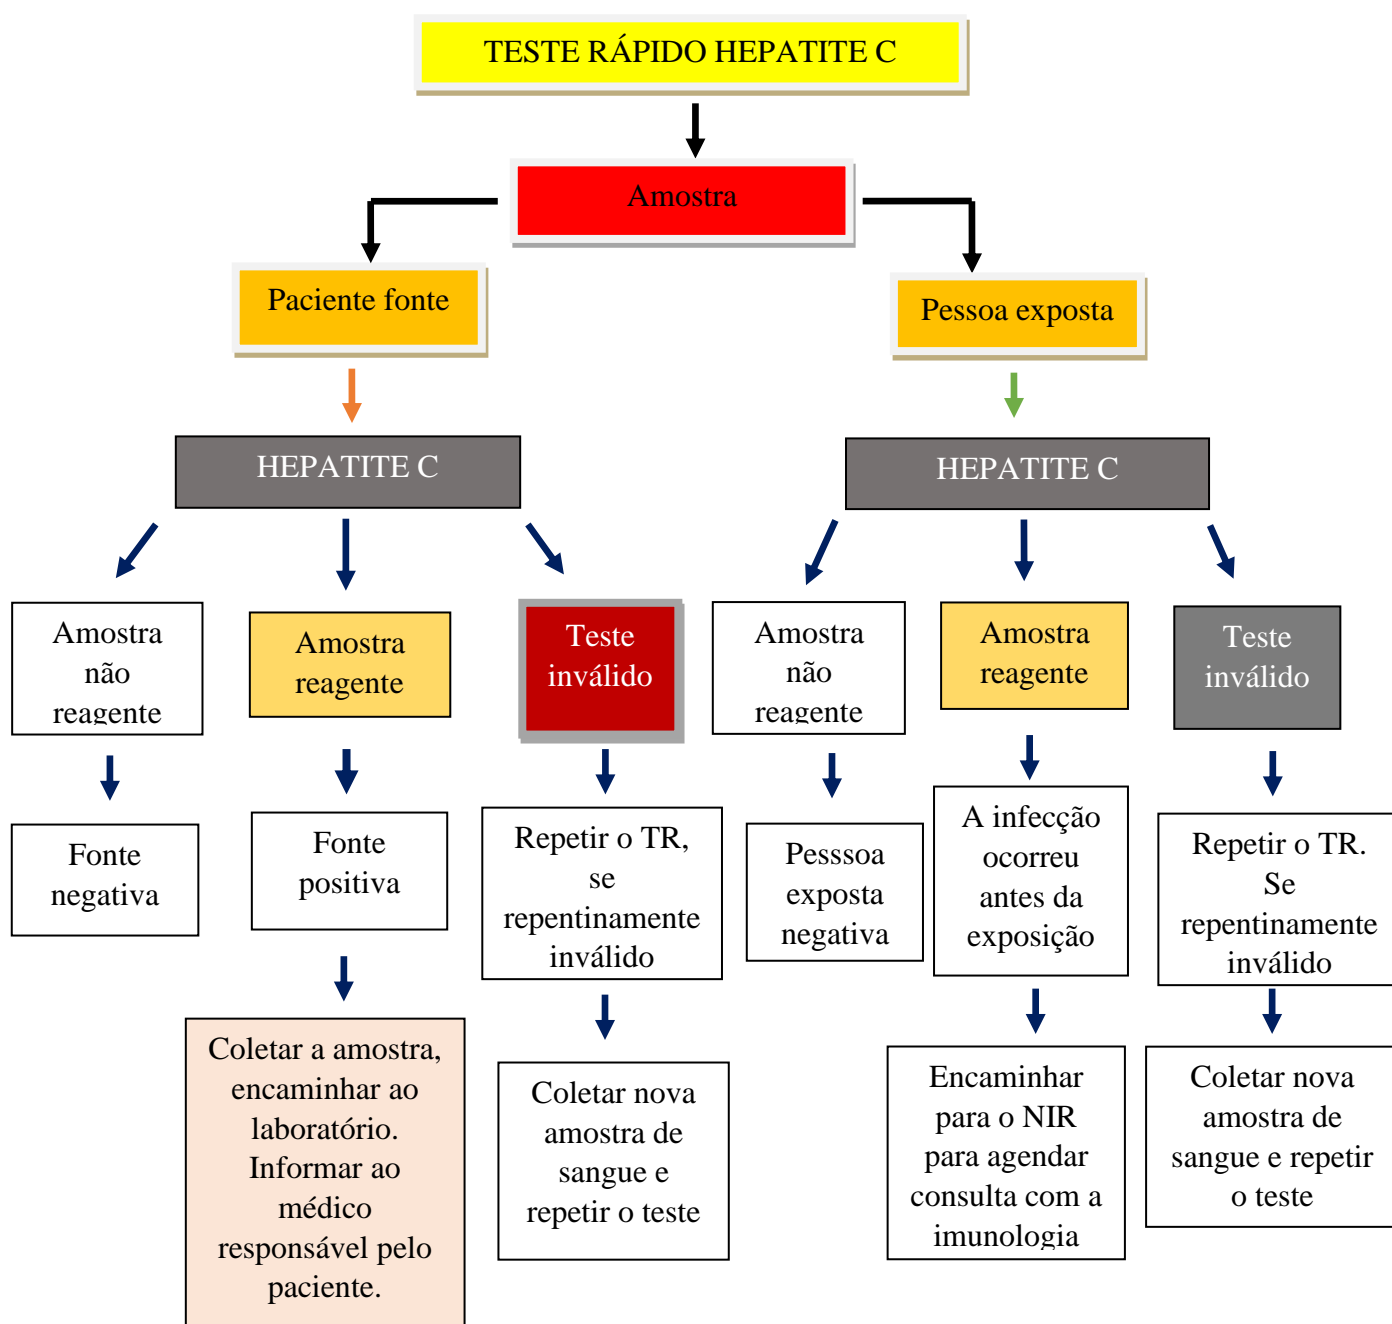 TESTE RÁPIDO HEPATITE C
Amostra
Paciente fonte
Pessoa exposta
HEPATITE C
HEPATITE C
Amostra
não
reagente
Amostra
reagente
Teste
inválido
Amostra
não
reagente
Amostra
reagente
Teste
inválido
Fonte
negativa
Fonte
positiva
Repetir o TR,
se
repentinamente
inválido
Pesssoa
exposta
negativa
A infecção
ocorreu
antes da
exposição
Repetir o TR.
Se
repentinamente
inválido
Coletar a amostra,
encaminhar ao
laboratório.
Informar ao
médico
responsável pelo
paciente.
Coletar nova
amostra de
sangue e
repetir o teste
Encaminhar
para o NIR
para agendar
consulta com a
imunologia
Coletar nova
amostra de
sangue e repetir
o teste